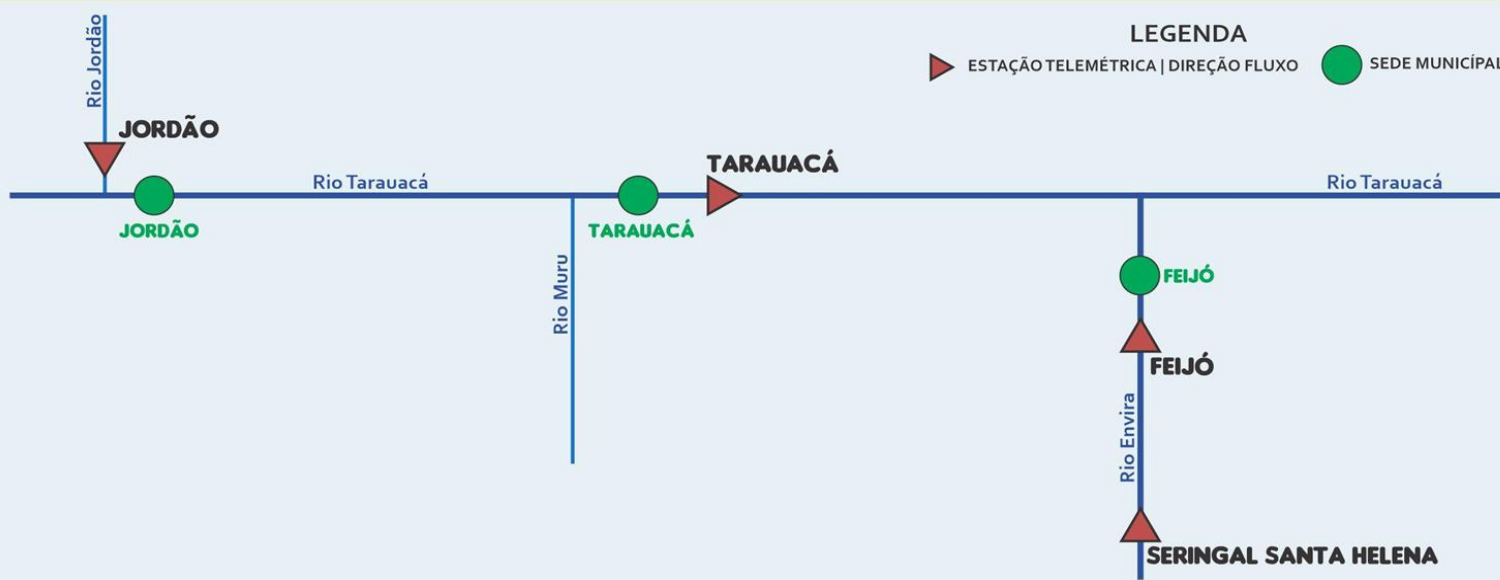 LEGENDA
ESTAÇÃO TELEMÉTRICA | DIREÇÃO FLUXO
SEDE MUNICÍPAL
Rio Jordão
JORDÃO
JORDÃO
Rio Tarauacá
Rio Muru
TARAUACÁ
TARAUACÁ
Rio Tarauacá
FEIJÓ
FEIJÓ
Rio Envira
SERINGAL SANTA HELENA